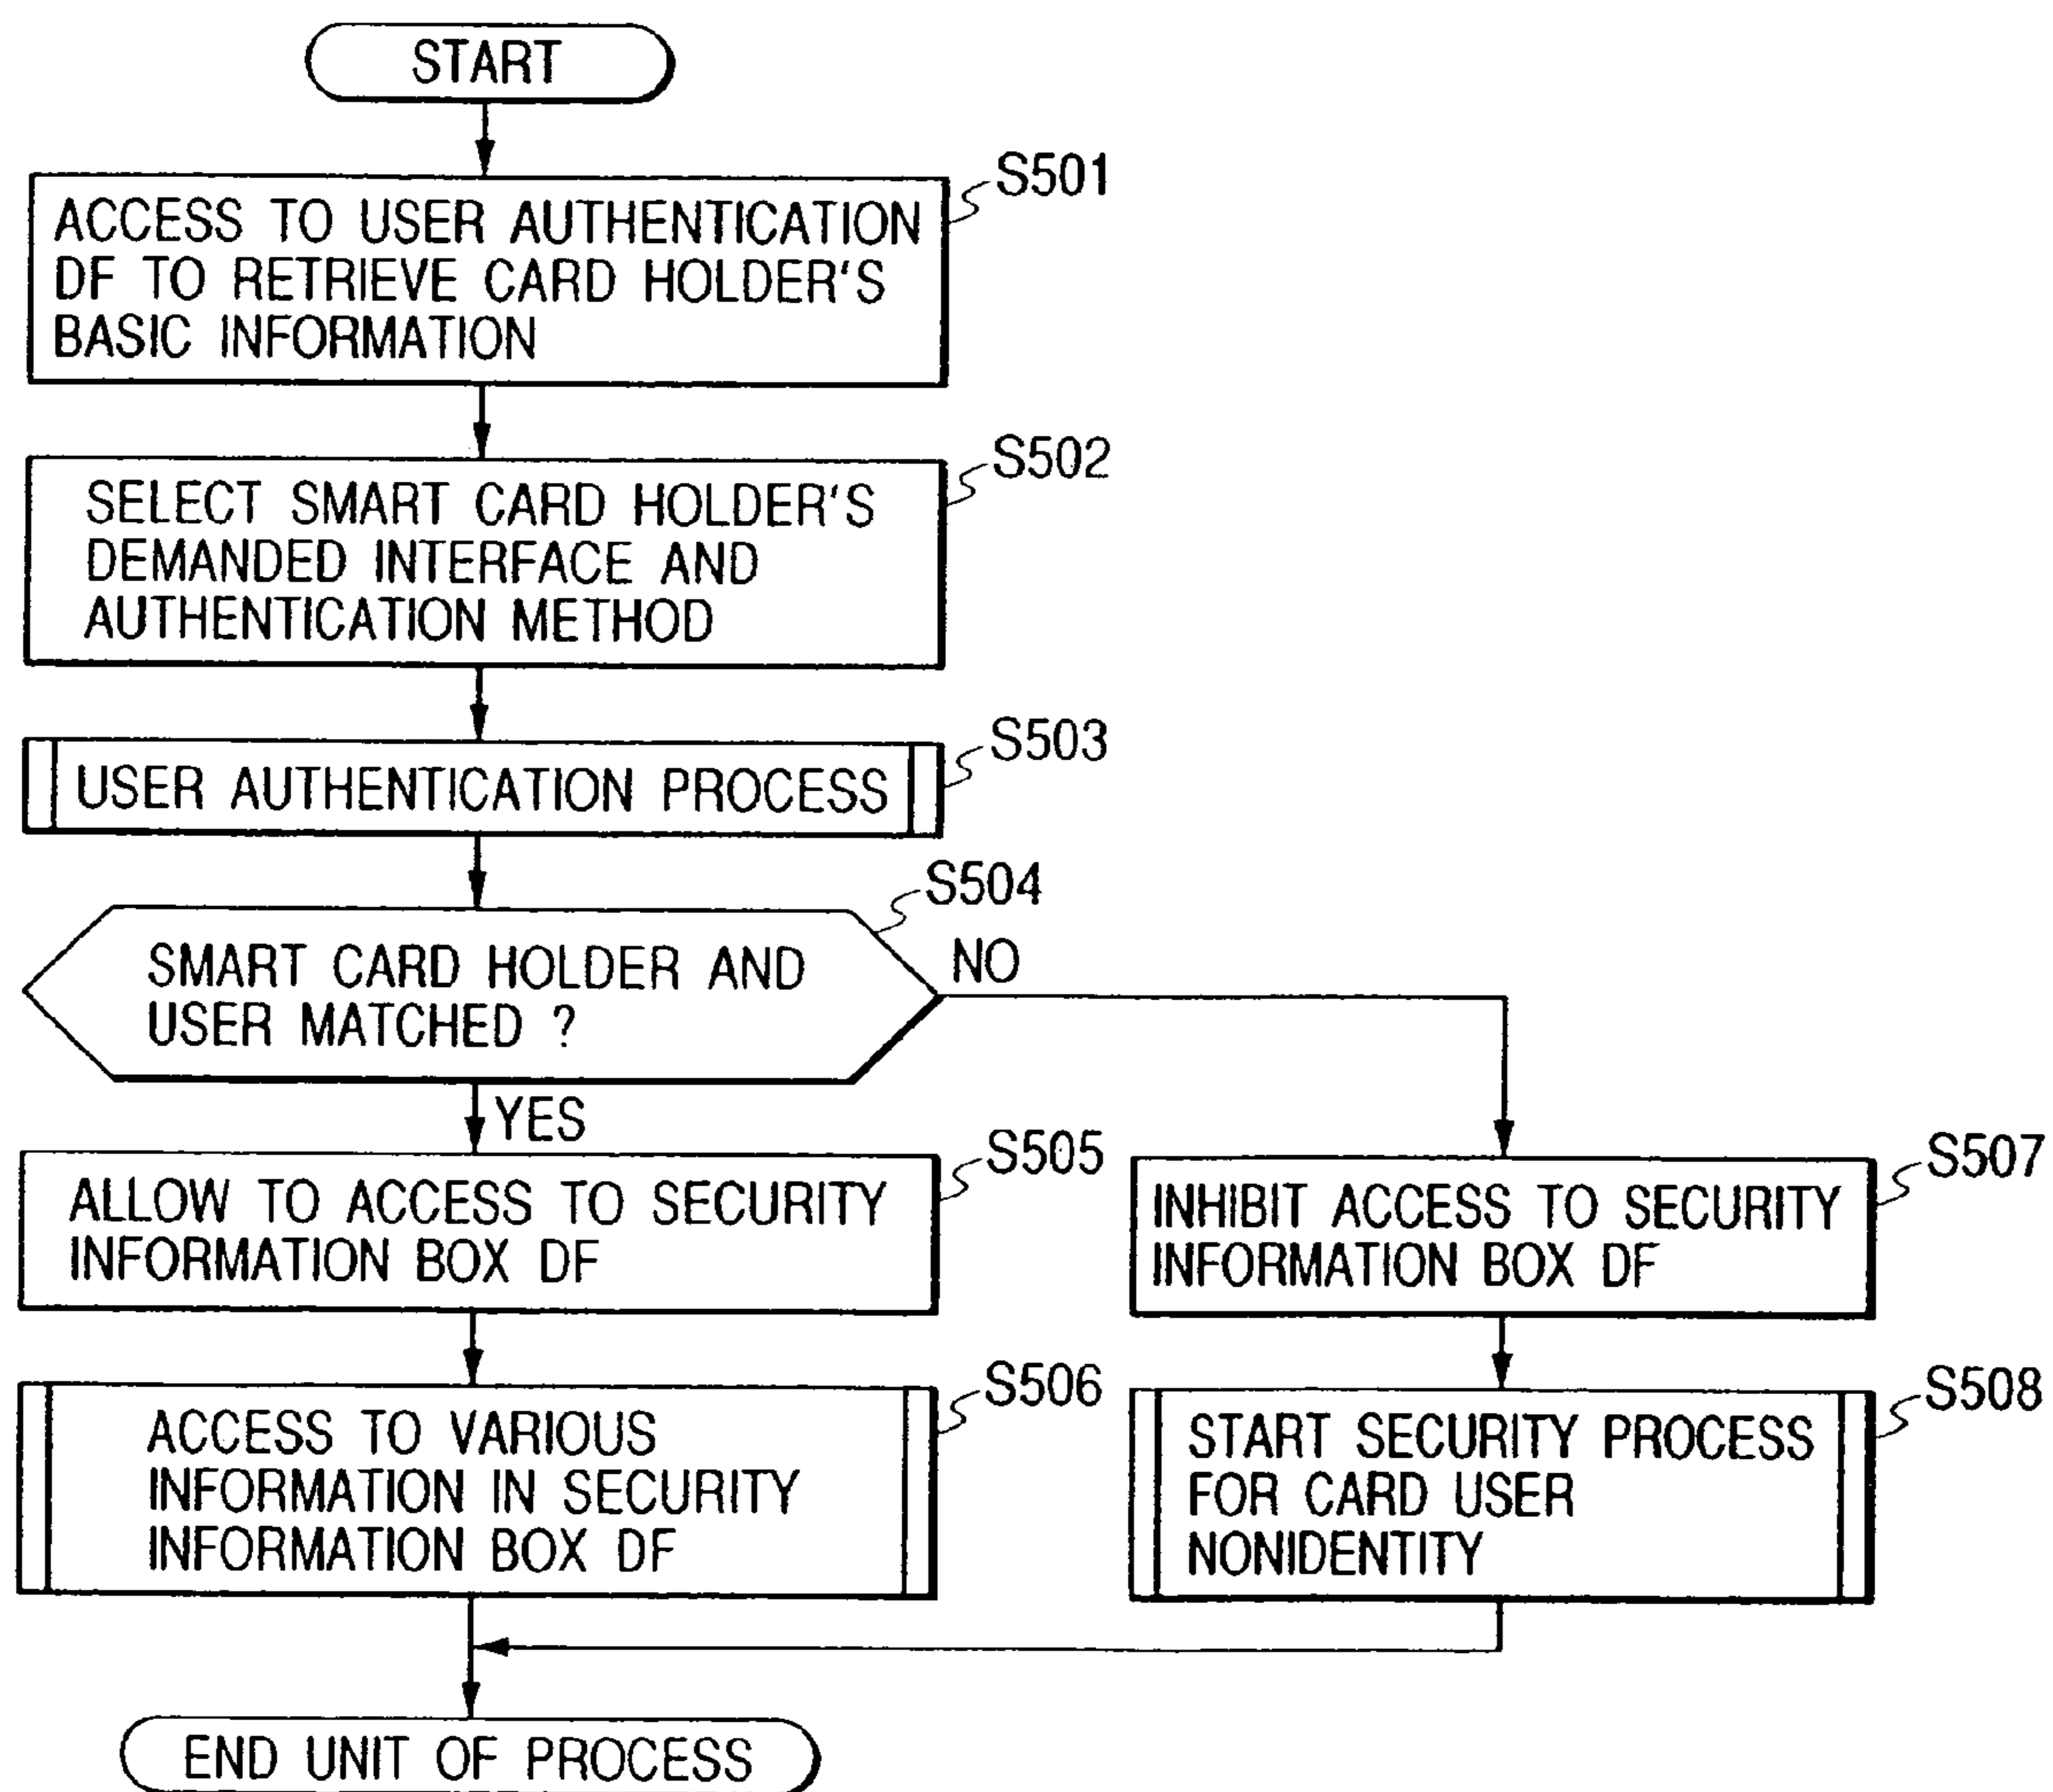 START
S501
ACCESS TO USER AUTHENTICATION
DF TO RETRIEVE CARD HOLDER'S
BASIC INFORMATION
S502
SELECT SMART CARD HOLDER'S
DEMANDED INTERFACE AND
AUTHENTICATION METHOD
S503
USER AUTHENTICATION PROCESS
S504
SMART CARD HOLDER AND
USER MATCHED ?
NO
YES
S505
ALLOW TO ACCESS TO SECURITY
INFORMATION BOX DF
S507
INHIBIT ACCESS TO SECURITY
INFORMATION BOX DF
S506
ACCESS TO VARIOUS
INFORMATION IN SECURITY
INFORMATION BOX DF
S508
START SECURITY PROCESS
FOR CARD USER
NONIDENTITY
END UNIT OF PROCESS